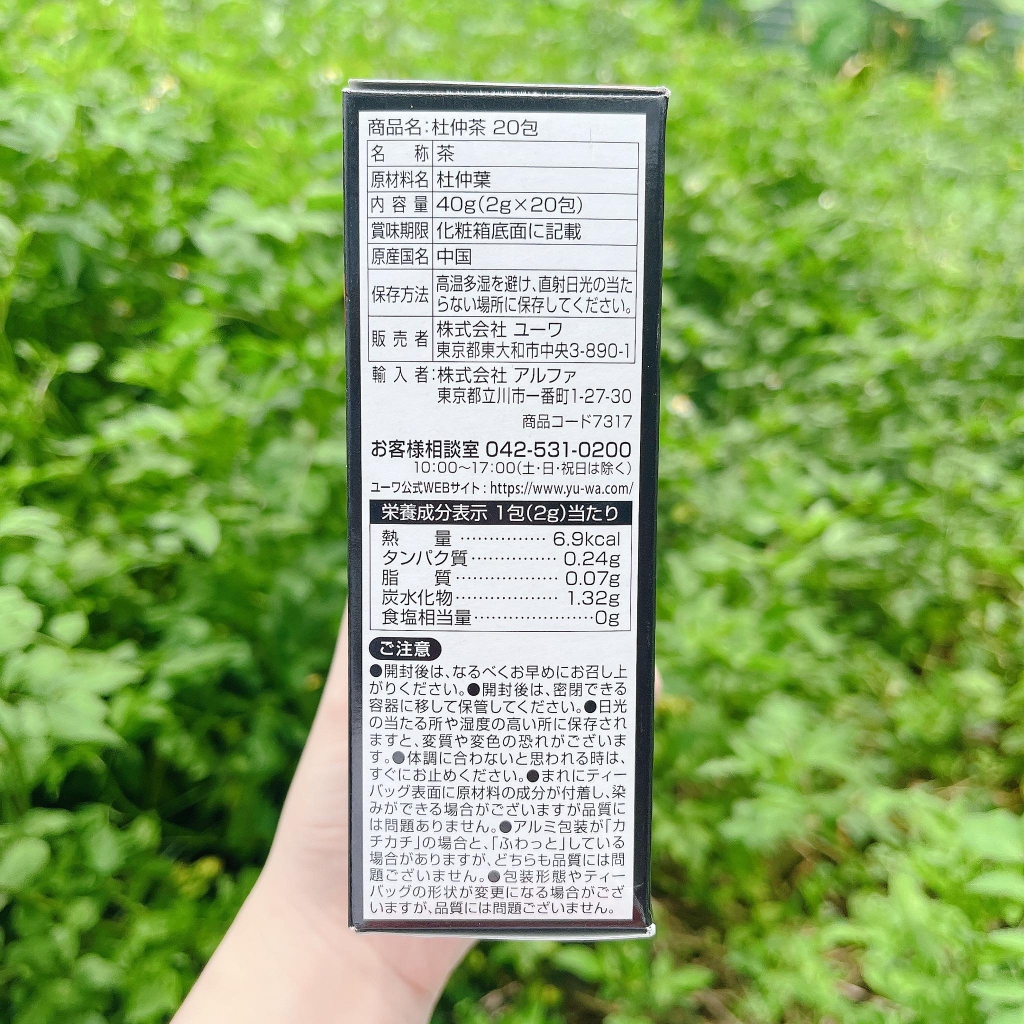 商品名:杜仲茶 20包
名 称 茶
原材料名 杜仲葉
内容量 40g(2g×20包)
賞味期限 化粧箱底面に記載
原産国名 中国
保存方法 高温多湿を避け、直射日光の当た
らない場所に保存してください。
販売者 株式会社 ユーワ
東京都東大和市中央3-890-1
輸入者:株式会社 アルファ
東京都立川市一番町1-27-30
商品コード7317
お客様相談室 042-531-0200
10:00〜17:00(土・日・祝日は除く)
ユーワ公式WEBサイト:https://www.yu-wa.com/
栄養成分表示 1包(2g)当たり
熱 量 …………… 6.9kcal
タンパク質…………… 0.24g
脂 質……………… 0.07g
炭水化物……………… 1.32g
食塩相当量…………………0g
ご注意
●開封後は、なるべくお早めにお召し上
がりください。●開封後は、密閉できる
容器に移して保管してください。●日光
の当たる所や湿度の高い所に保存され
ますと、変質や変色の恐れがございま
す。●体調に合わないと思われる時は、
すぐにお止めください。●まれにティー
バッグ表面に原材料の成分が付着し、染
みができる場合がございますが品質に
は問題ありません。●アルミ包装が「カ
チカチ」の場合と、「ふわっと」している
場合がありますが、どちらも品質には問
題ございません。●包装形態やティー
バッグの形状が変更になる場合がござ
いますが、品質には問題ございません。